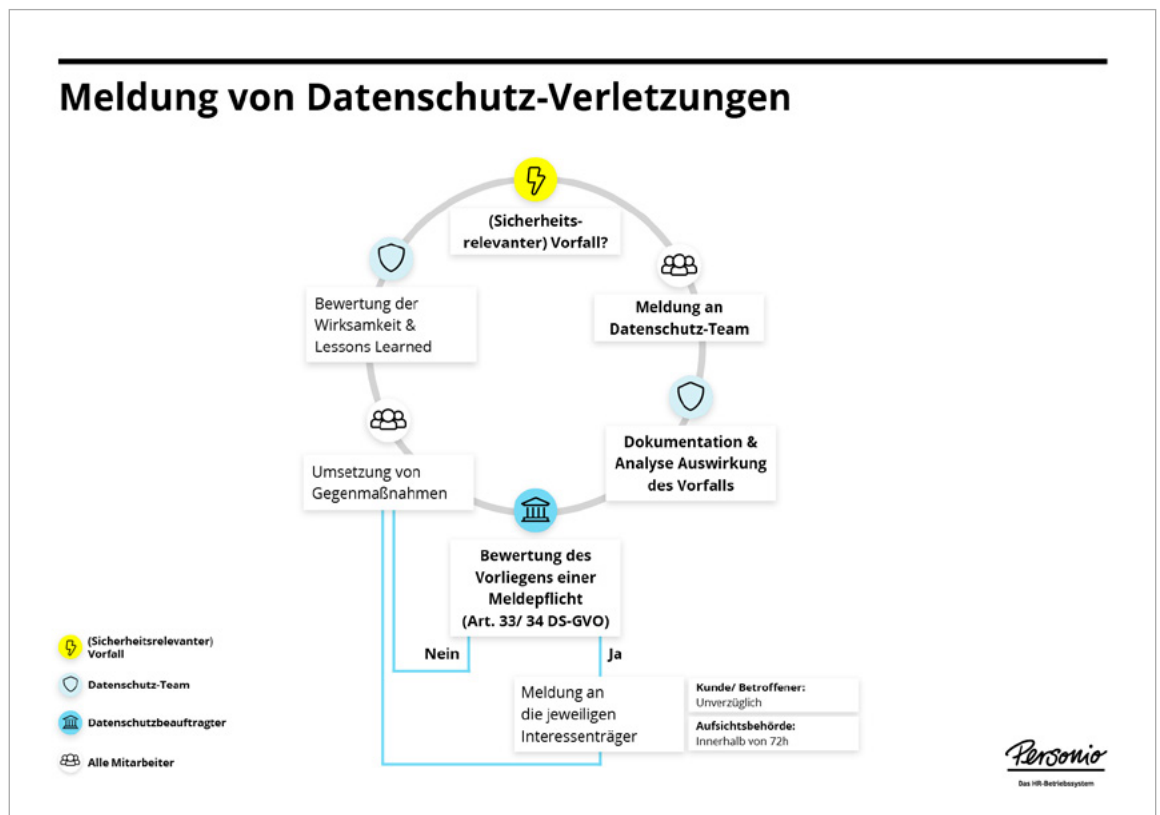 Meldung von Datenschutz-Verletzungen
(Sicherheits-
relevanter) Vorfall?
Meldung an
Datenschutz-Team
Dokumentation &
Analyse Auswirkung
des Vorfalls
Bewertung des
Vorliegens einer
Meldepflicht
(Art. 33/ 34 DS-GVO)
Nein
Ja
Meldung an
die jeweiligen
Interessenträger
Kunde/ Betroffener:
Unverzüglich
Aufsichtsbehörde:
Innerhalb von 72h
Umsetzung von
Gegenmaßnahmen
Bewertung der
Wirksamkeit &
Lessons Learned
(Sicherheitsrelevanter)
Vorfall
Datenschutz-Team
Datenschutzbeauftragter
Alle Mitarbeiter
Personio
Das HR-Betriebssystem